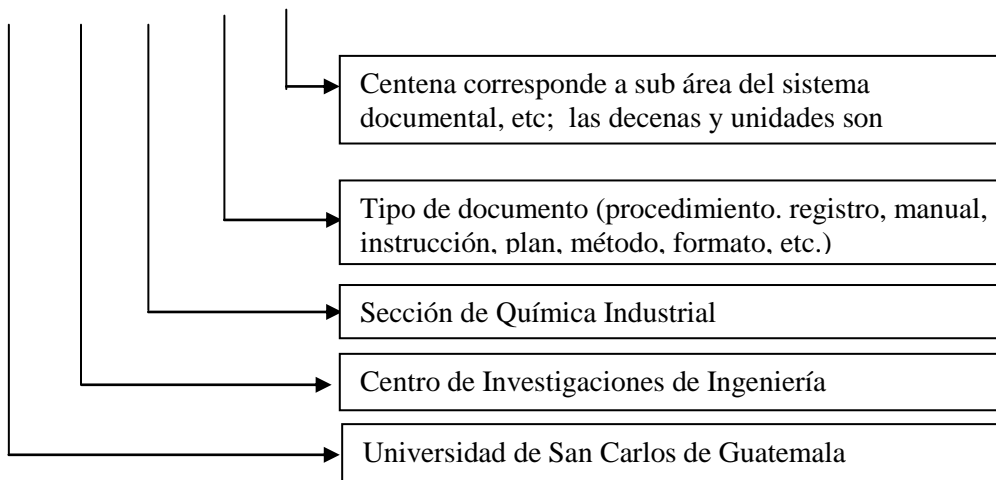 Centena corresponde a sub área del sistema
documental, etc; las decenas y unidades son
Tipo de documento (procedimiento. registro, manual,
instrucción, plan, método, formato, etc.)
Sección de Química Industrial
Centro de Investigaciones de Ingeniería
Universidad de San Carlos de Guatemala